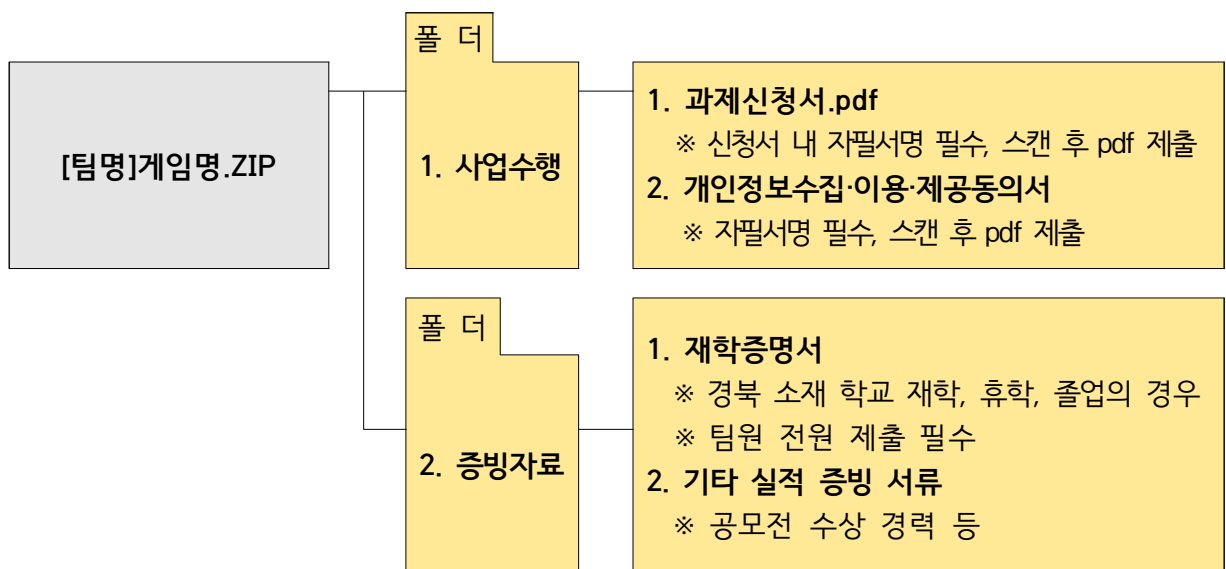 [팀명]게임명.ZIP
폴 더
1. 사업수행
1. 과제신청서.pdf
※ 신청서 내 자필서명 필수, 스캔 후 pdf 제출
2. 개인정보수집·이용·제공동의서
※ 자필서명 필수, 스캔 후 pdf 제출
폴 더
2. 증빙자료
1. 재학증명서
※ 경북 소재 학교 재학, 휴학, 졸업의 경우
※ 팀원 전원 제출 필수
2. 기타 실적 증빙 서류
※ 공모전 수상 경력 등